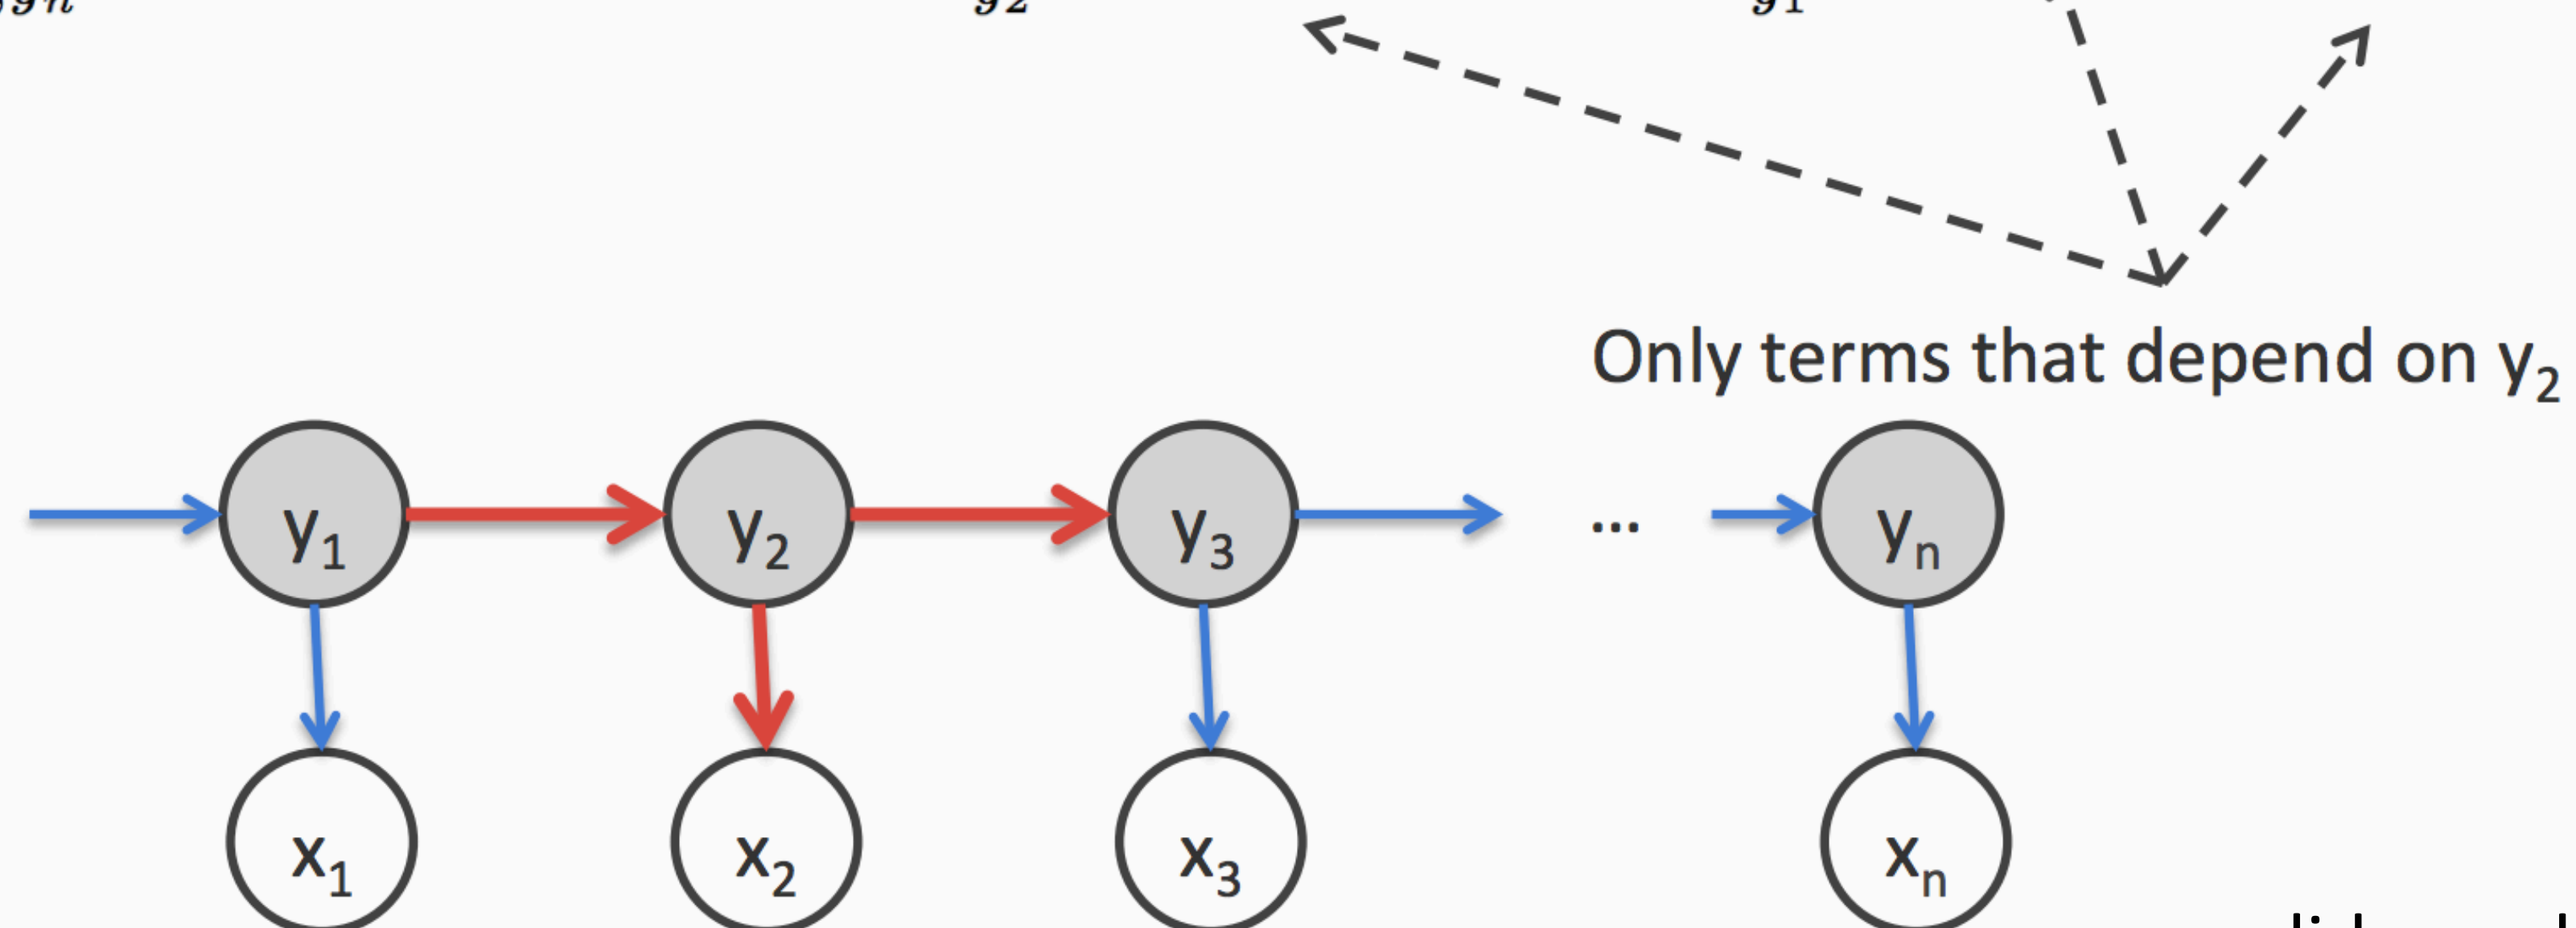 Only terms that depend on y₂
y₁ y₂ y₃ ... yₙ
x₁ x₂ x₃ xₙ